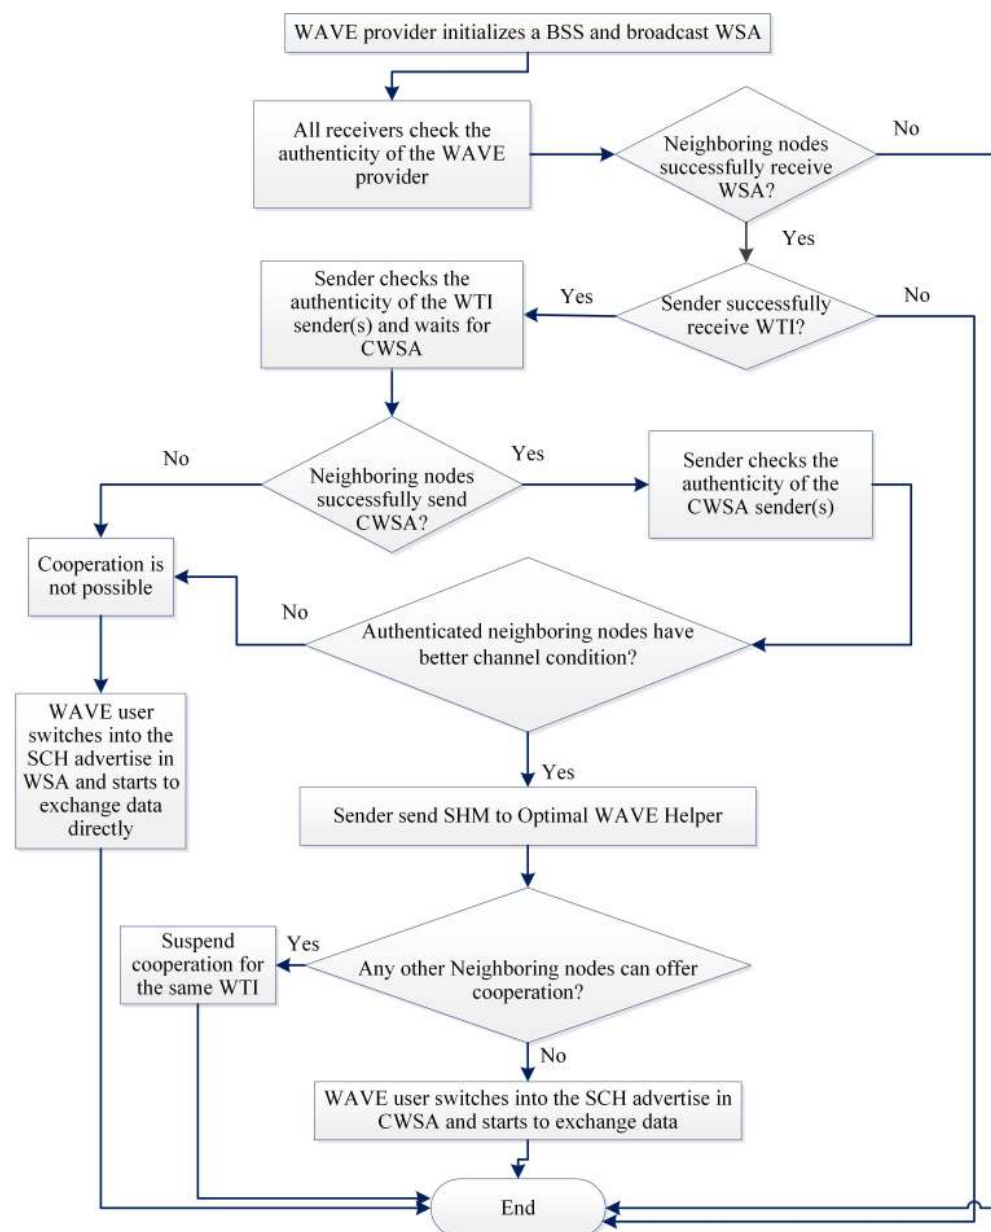 WAVE provider initializes a BSS and broadcast WSA
All receivers check the
authenticity of the WAVE
provider
Neighboring nodes
successfully receive
WSA?
No
Yes
Sender checks the
authenticity of the WTI
sender(s) and waits for
CWSA
Yes
Sender successfully
receive WTI?
No
No
Neighboring nodes
successfully send
CWSA?
Yes
Sender checks the
authenticity of the
CWSA sender(s)
Cooperation is
not possible
No
Authenticated neighboring nodes have
better channel condition?
WAVE user
switches into the
SCH advertise in
WSA and starts to
exchange data
directly
Yes
Sender send SHM to Optimal WAVE Helper
Suspend
cooperation for
the same WTI
Yes
Any other Neighboring nodes can offer
cooperation?
No
WAVE user switches into the SCH advertise in
CWSA and starts to exchange data
End